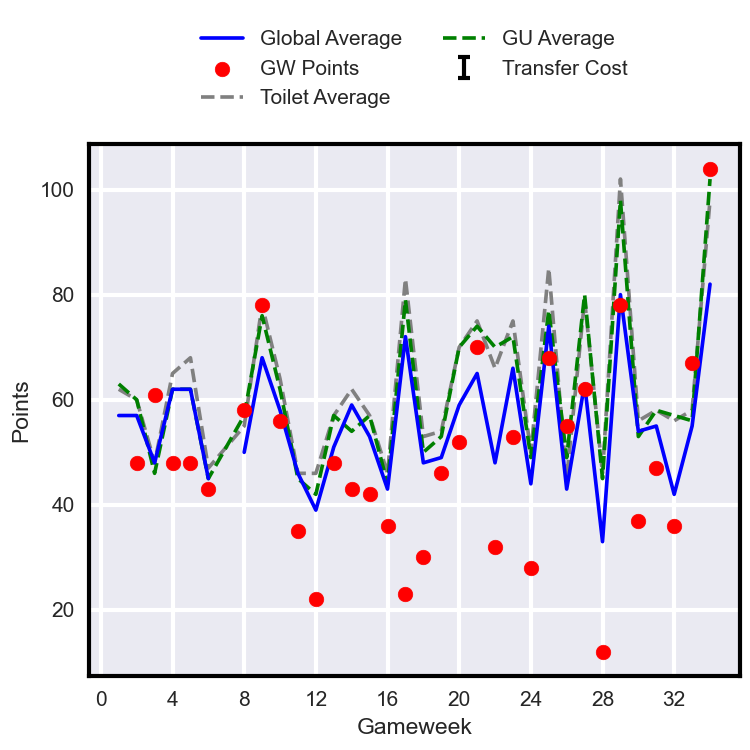 Global Average
GW Points
Toilet Average
GU Average
Transfer Cost
Points
100
80
60
40
20
0 4 8 12 16 20 24 28 32
Gameweek